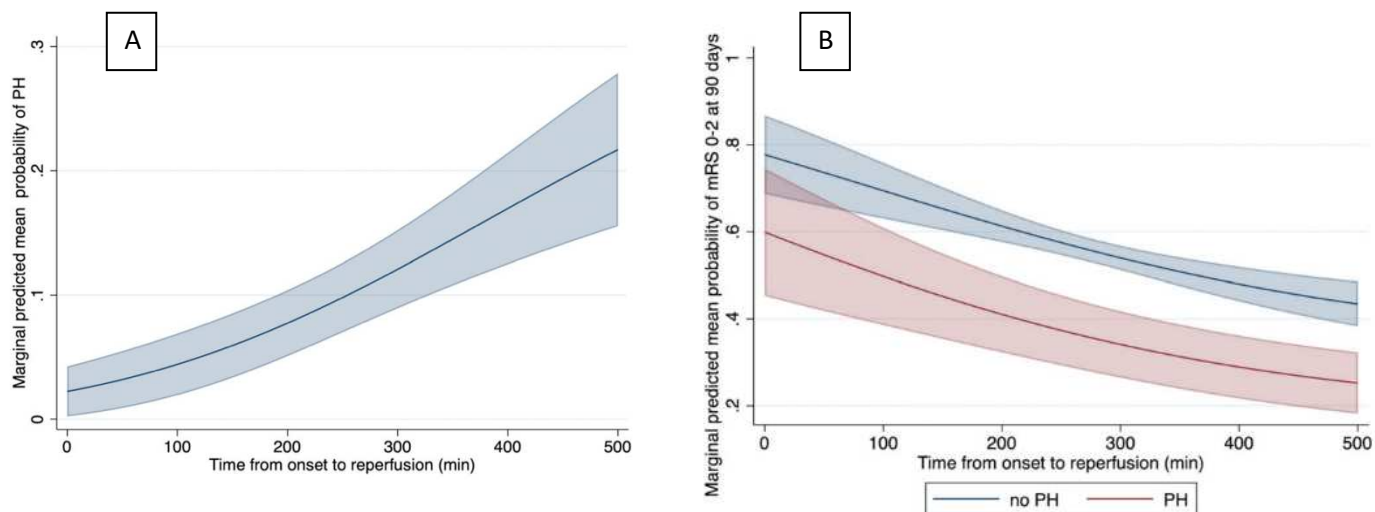 A
Marginal predicted mean probability of PH
.3
.2
.1
0
0 100 200 300 400 500
Time from onset to reperfusion (min)
B
Marginal predicted mean probability of mRS 0-2 at 90 days
1
.8
.6
.4
.2
0 100 200 300 400 500
Time from onset to reperfusion (min)
no PH PH